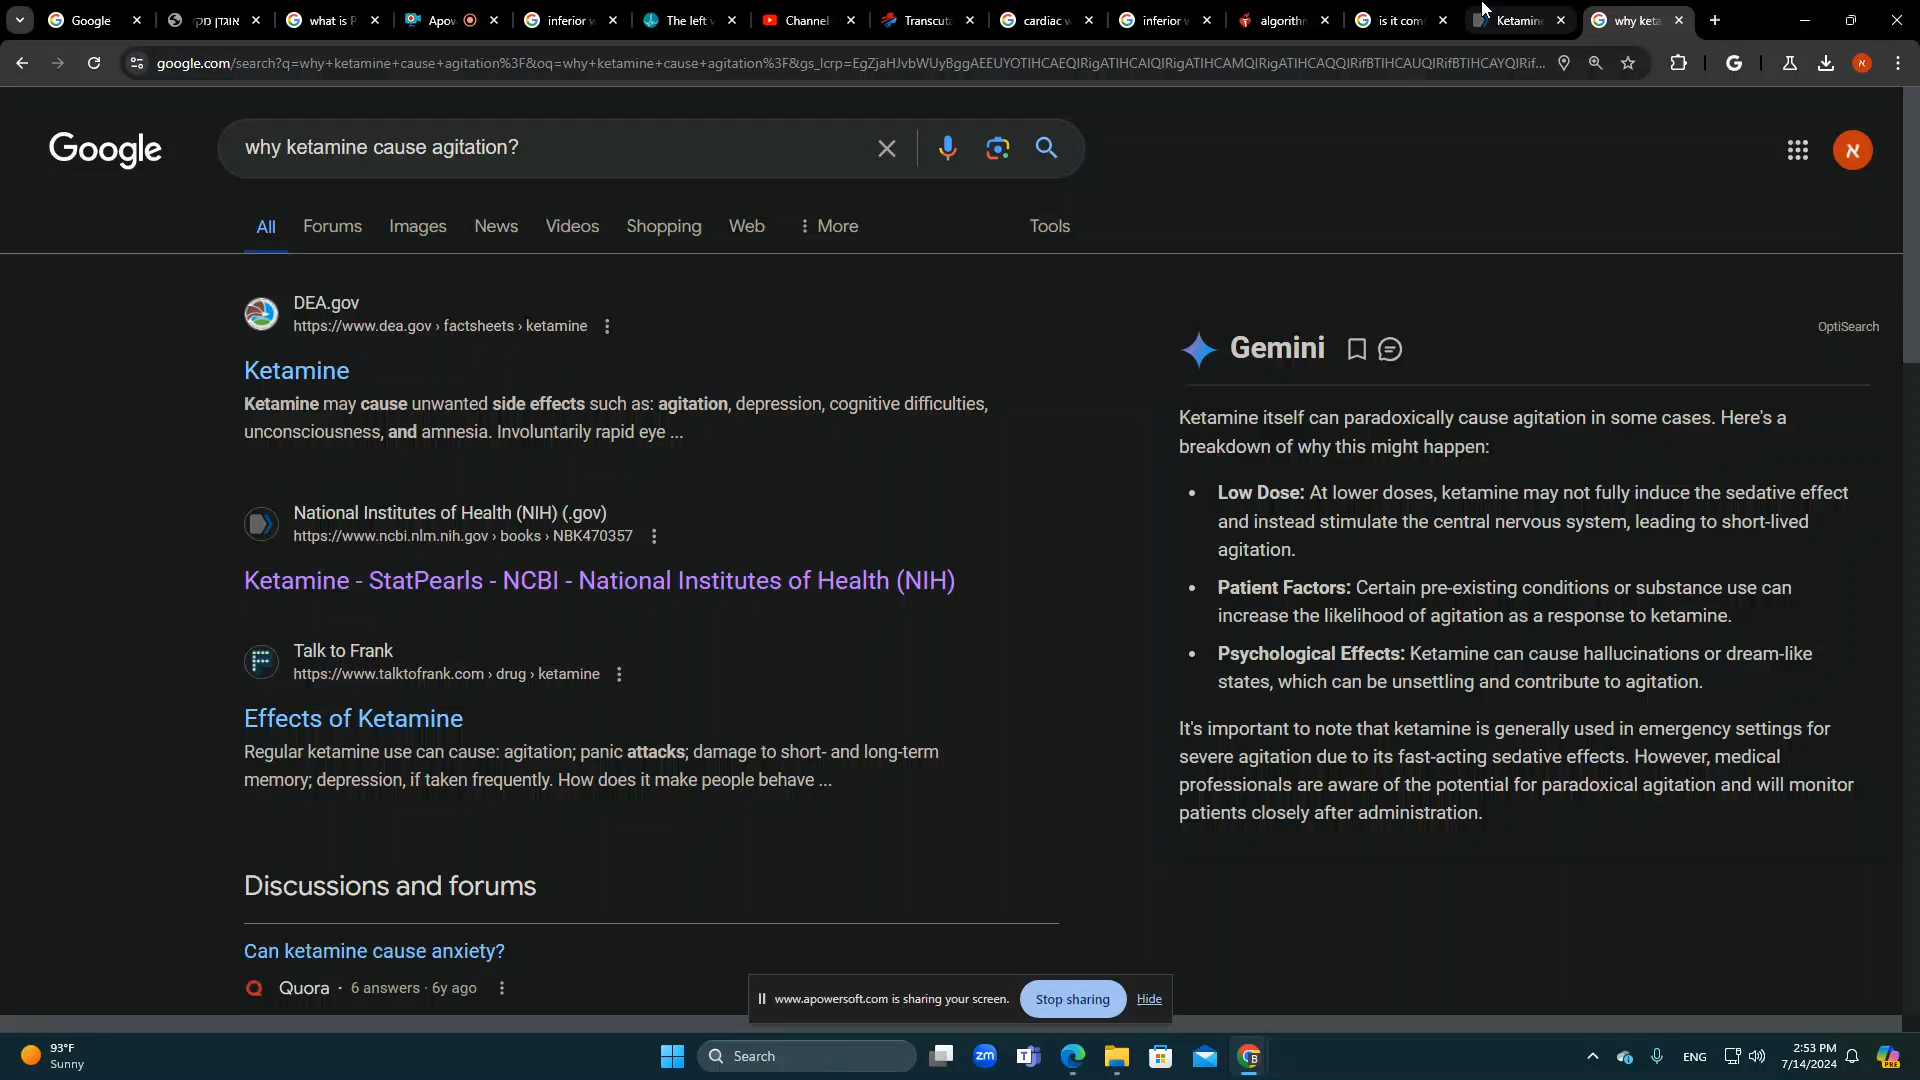 Google
אוגדן מקי
what is P
Apow
inferior w
The left v
Channel
Transcuta
cardiac w
inferior v
algorithm
is it com
Ketamine
why keta
google.com/search?q=why+ketamine+cause+agitation%3F&oq=why+ketamine+cause+agitation%3F&gs_lcrp=EgZjaHJvbWUyBggAEEUYOTIHCAEQIRigATIHCAIQIRigATIHCAMQIRigATIHCAQQIRifBTIHCAUQIRifBTIHCAYQIRif...
Google
why ketamine cause agitation?
א
All Forums Images News Videos Shopping Web More Tools
DEA.gov
https://www.dea.gov › factsheets › ketamine
Ketamine
Ketamine may cause unwanted side effects such as: agitation, depression, cognitive difficulties,
unconsciousness, and amnesia. Involuntarily rapid eye ...
National Institutes of Health (NIH) (.gov)
https://www.ncbi.nlm.nih.gov › books › NBK470357
Ketamine - StatPearls - NCBI - National Institutes of Health (NIH)
Talk to Frank
https://www.talktofrank.com › drug › ketamine
Effects of Ketamine
Regular ketamine use can cause: agitation; panic attacks; damage to short- and long-term
memory; depression, if taken frequently. How does it make people behave ...
Discussions and forums
Can ketamine cause anxiety?
Quora · 6 answers · 6y ago
OptiSearch
Gemini
Ketamine itself can paradoxically cause agitation in some cases. Here's a
breakdown of why this might happen:
• Low Dose: At lower doses, ketamine may not fully induce the sedative effect
and instead stimulate the central nervous system, leading to short-lived
agitation.
• Patient Factors: Certain pre-existing conditions or substance use can
increase the likelihood of agitation as a response to ketamine.
• Psychological Effects: Ketamine can cause hallucinations or dream-like
states, which can be unsettling and contribute to agitation.
It's important to note that ketamine is generally used in emergency settings for
severe agitation due to its fast-acting sedative effects. However, medical
professionals are aware of the potential for paradoxical agitation and will monitor
patients closely after administration.
www.apowersoft.com is sharing your screen. Stop sharing Hide
93°F
Sunny
Search
zm
ENG
2:53 PM
7/14/2024
PRE